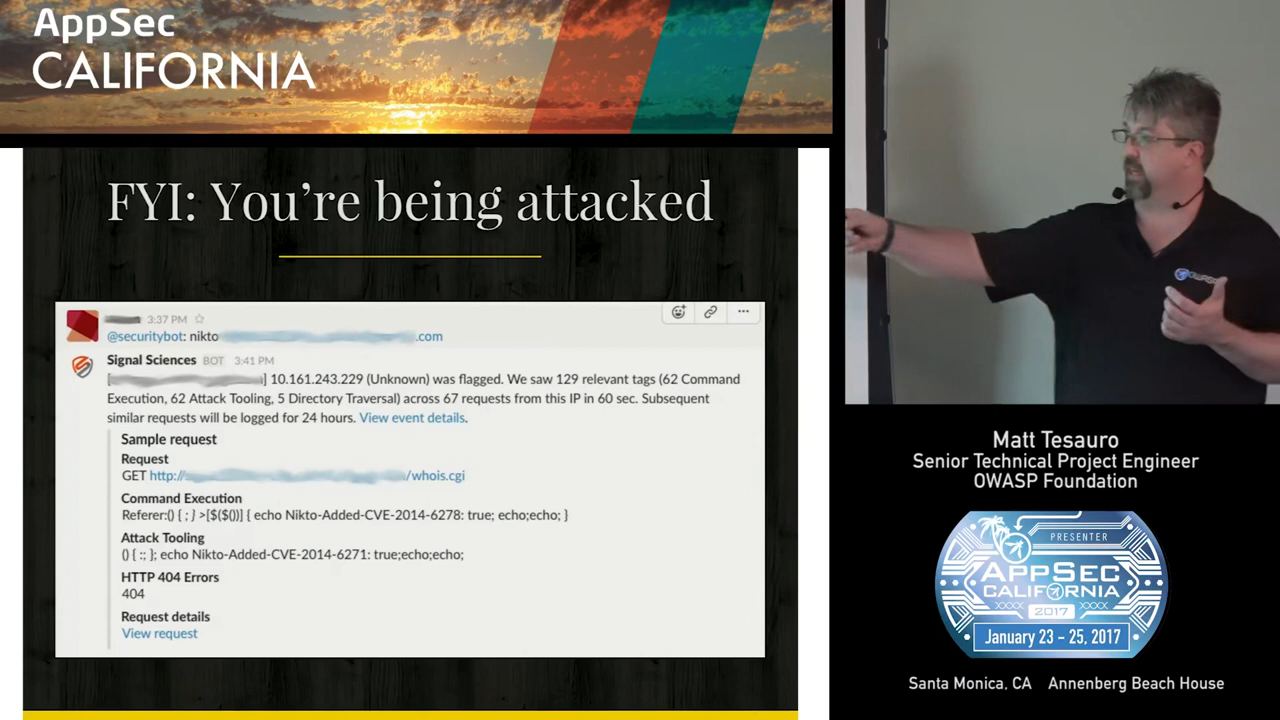 AppSec
CALIFORNIA
FYI: You're being attacked
3:37 PM
@securitybot: nikto .com
Signal Sciences BOT 3:41 PM
[ ] 10.161.243.229 (Unknown) was flagged. We saw 129 relevant tags (62 Command
Execution, 62 Attack Tooling, 5 Directory Traversal) across 67 requests from this IP in 60 sec. Subsequent
similar requests will be logged for 24 hours. View event details.
Sample request
Request
GET http:// /whois.cgi
Command Execution
Referer:() { ; } >[$($())] { echo Nikto-Added-CVE-2014-6278: true; echo;echo; }
Attack Tooling
() { :; }; echo Nikto-Added-CVE-2014-6271: true;echo;echo;
HTTP 404 Errors
404
Request details
View request
Matt Tesauro
Senior Technical Project Engineer
OWASP Foundation
PRESENTER
APPSEC
CALIFORNIA
XXXX 2017 XXXX
January 23 - 25, 2017
Santa Monica, CA Annenberg Beach House